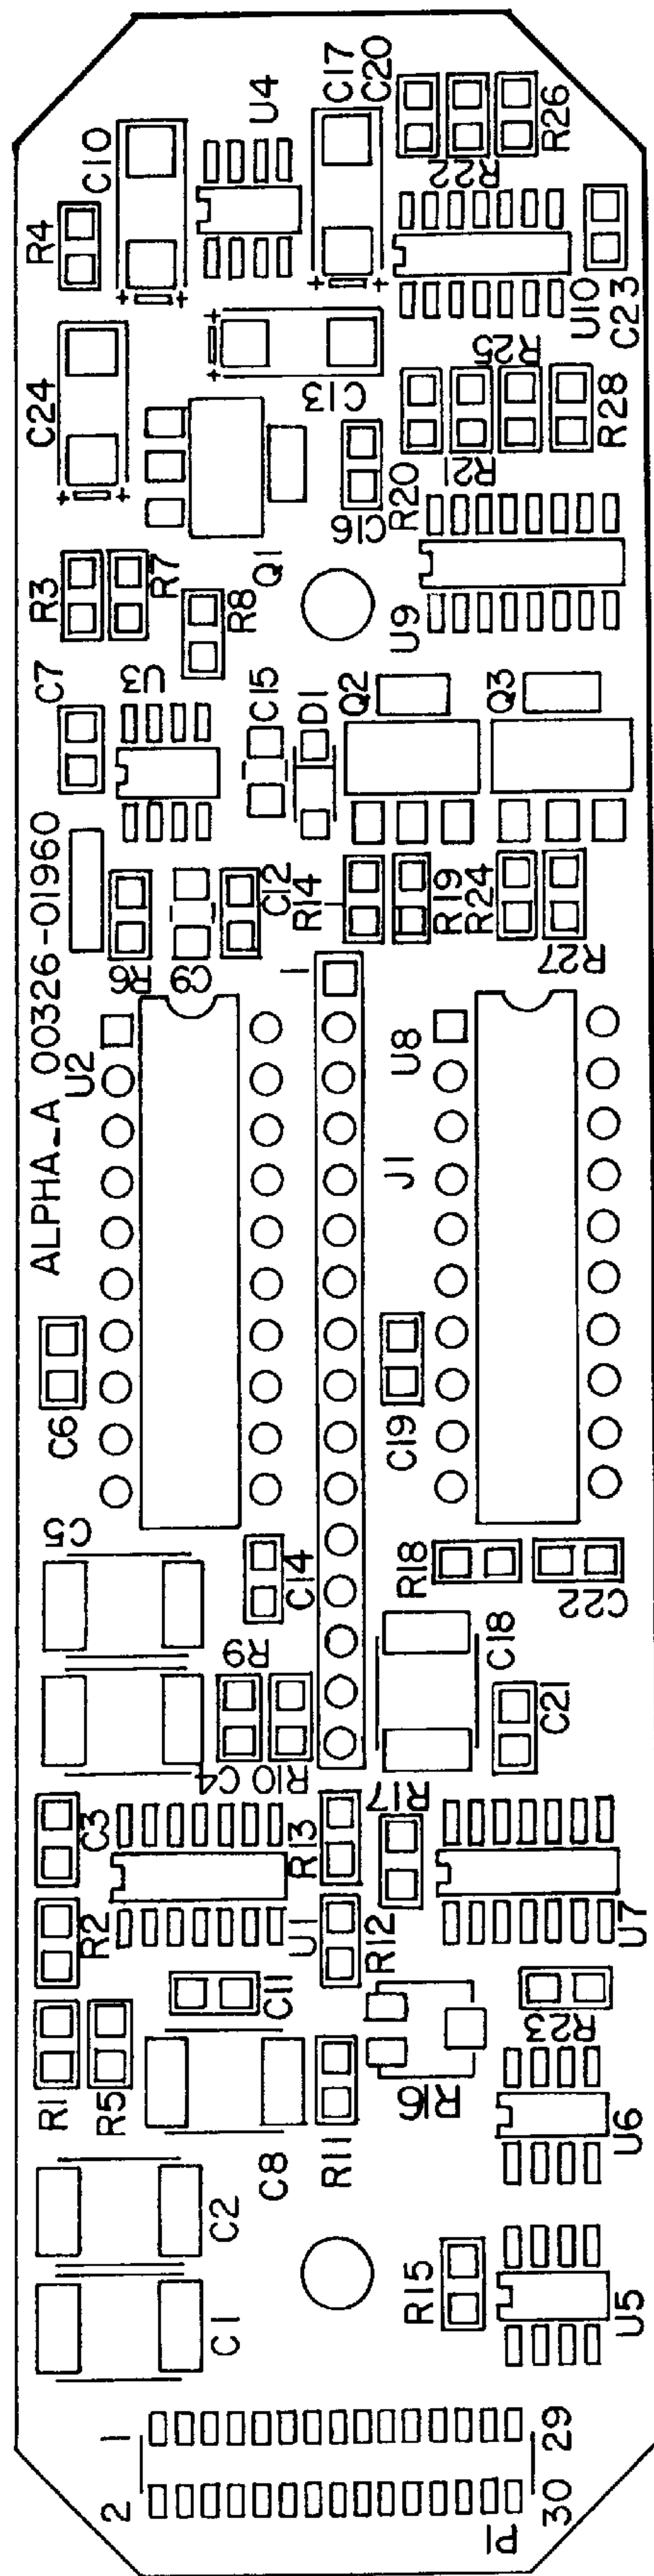 C17
C20
U4
C10
R26
R22
R4
U10
C23
R25
C24
C13
R28
R21
R20
C16
R3
R7
Q1
R8
U9
C7
U3
C15
D1
Q2
Q3
ALPHA_A 00326-01960
R6
C9
C12
R14
R19
R24
R27
1
U2
U8
J1
C6
C19
C5
C14
R18
C22
R9
C18
C21
C4
R10
R17
C3
R13
R2
U1
R12
U7
C11
R23
R1
R5
R16
R11
U6
C8
C2
R15
C1
U5
1
29
2
30
P1